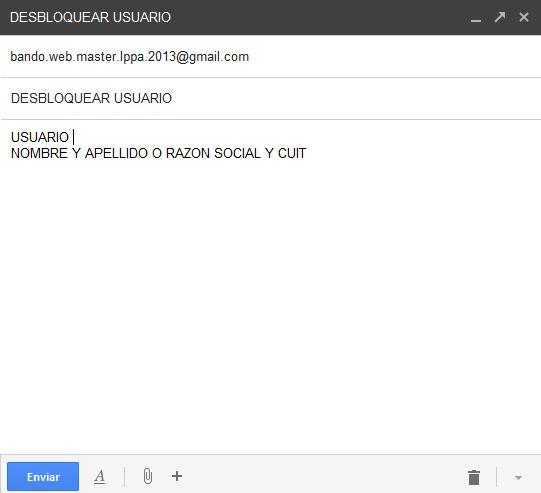 DESBLOQUEAR USUARIO
bando.web.master.lppa.2013@gmail.com
DESBLOQUEAR USUARIO
USUARIO
NOMBRE Y APELLIDO O RAZON SOCIAL Y CUIT
Enviar A